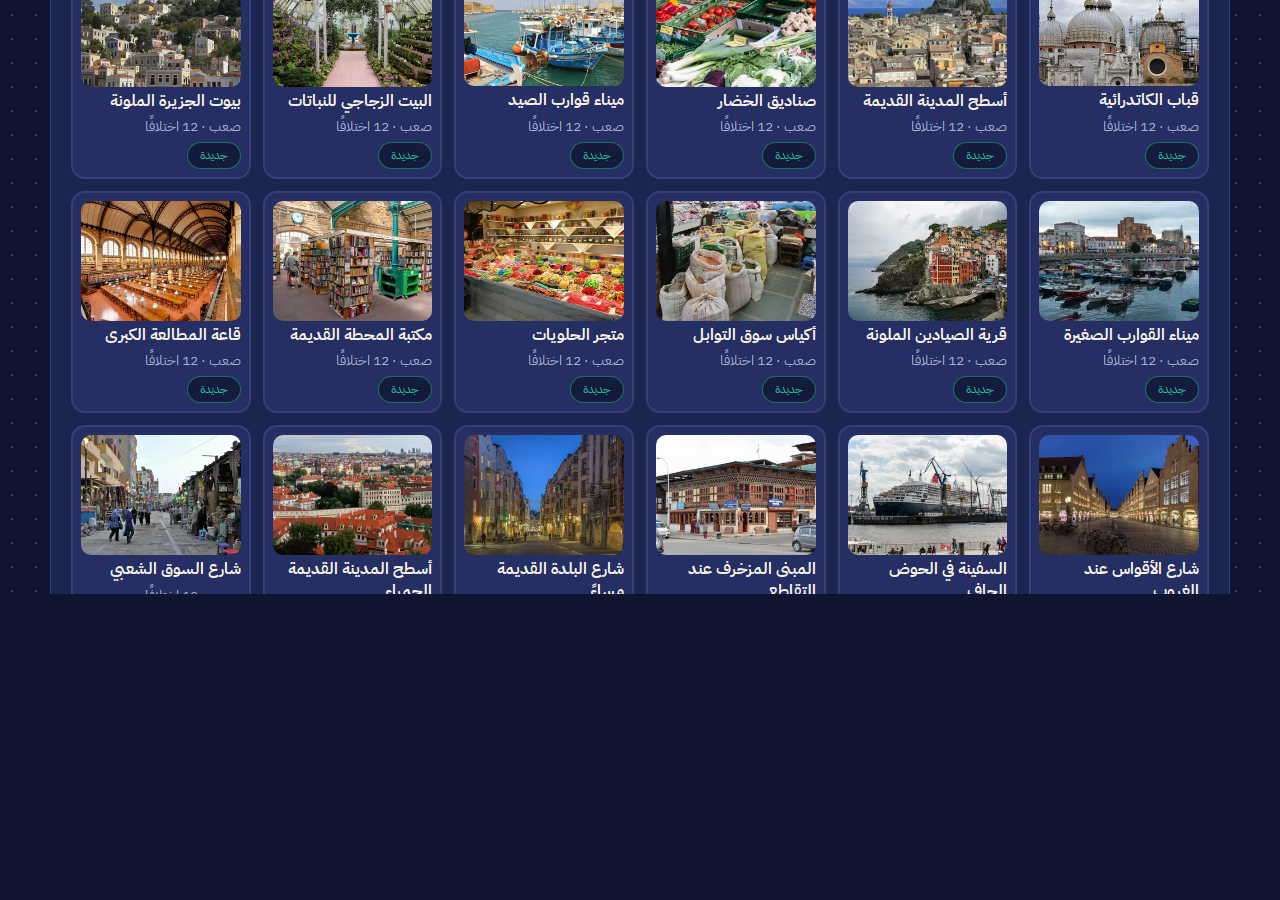 قباب الكاتدرائية
صعب · 12 اختلافًا
جديدة
أسطح المدينة القديمة
صعب · 12 اختلافًا
جديدة
صناديق الخضار
صعب · 12 اختلافًا
جديدة
ميناء قوارب الصيد
صعب · 12 اختلافًا
جديدة
البيت الزجاجي للنباتات
صعب · 12 اختلافًا
جديدة
بيوت الجزيرة الملونة
صعب · 12 اختلافًا
جديدة
ميناء القوارب الصغيرة
صعب · 12 اختلافًا
جديدة
قرية الصيادين الملونة
صعب · 12 اختلافًا
جديدة
أكياس سوق التوابل
صعب · 12 اختلافًا
جديدة
متجر الحلويات
صعب · 12 اختلافًا
جديدة
مكتبة المحطة القديمة
صعب · 12 اختلافًا
جديدة
قاعة المطالعة الكبرى
صعب · 12 اختلافًا
جديدة
شارع الأقواس عند
الغروب
السفينة في الحوض
الجاف
المبنى المزخرف عند
التقاطع
شارع البلدة القديمة
مساءً
أسطح المدينة القديمة
الحمراء
شارع السوق الشعبي